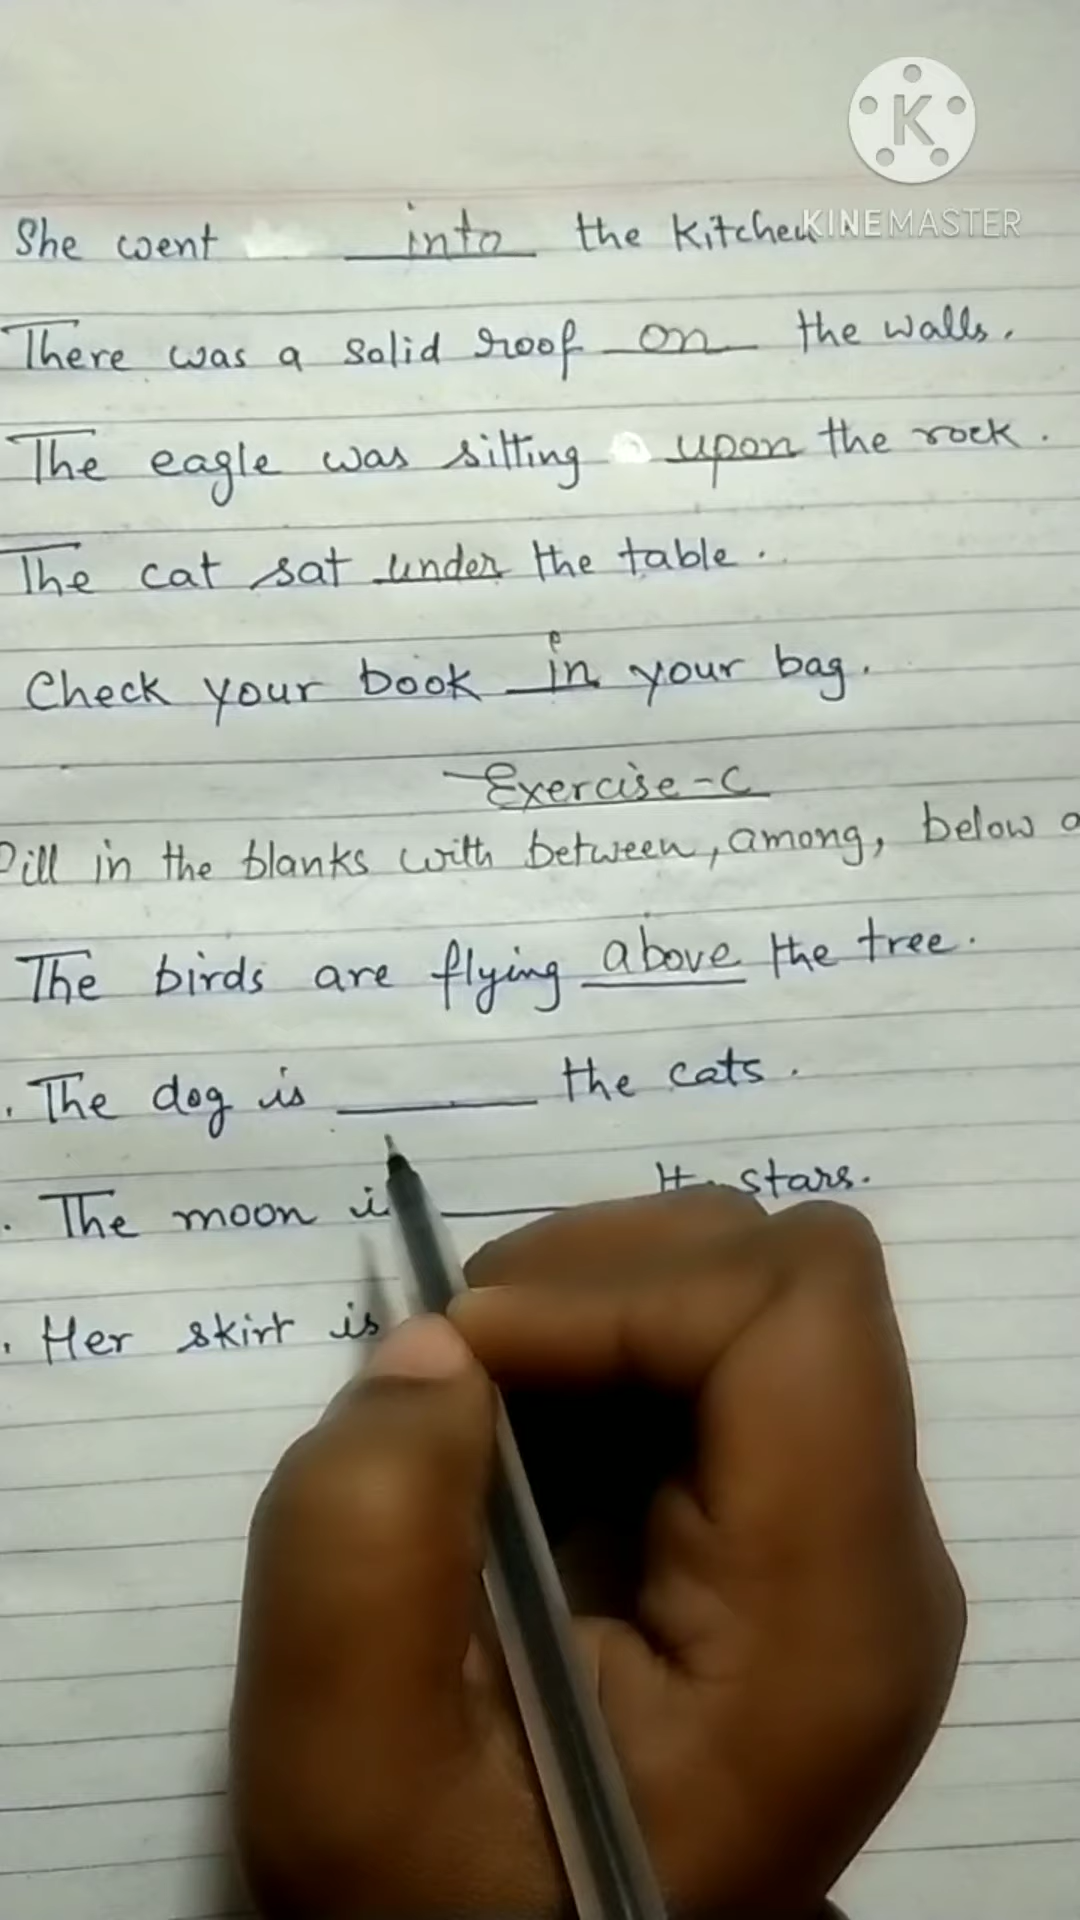 K
KINEMASTER
She went into the kitchen
There was a solid roof on the walls.
The eagle was sitting upon the rock.
The cat sat under the table.
Check your book in your bag.
Exercise-C
ill in the blanks with between, among, below
The birds are flying above the tree.
The dog is ______ the cats.
The moon i ______ stars.
Her skirt is